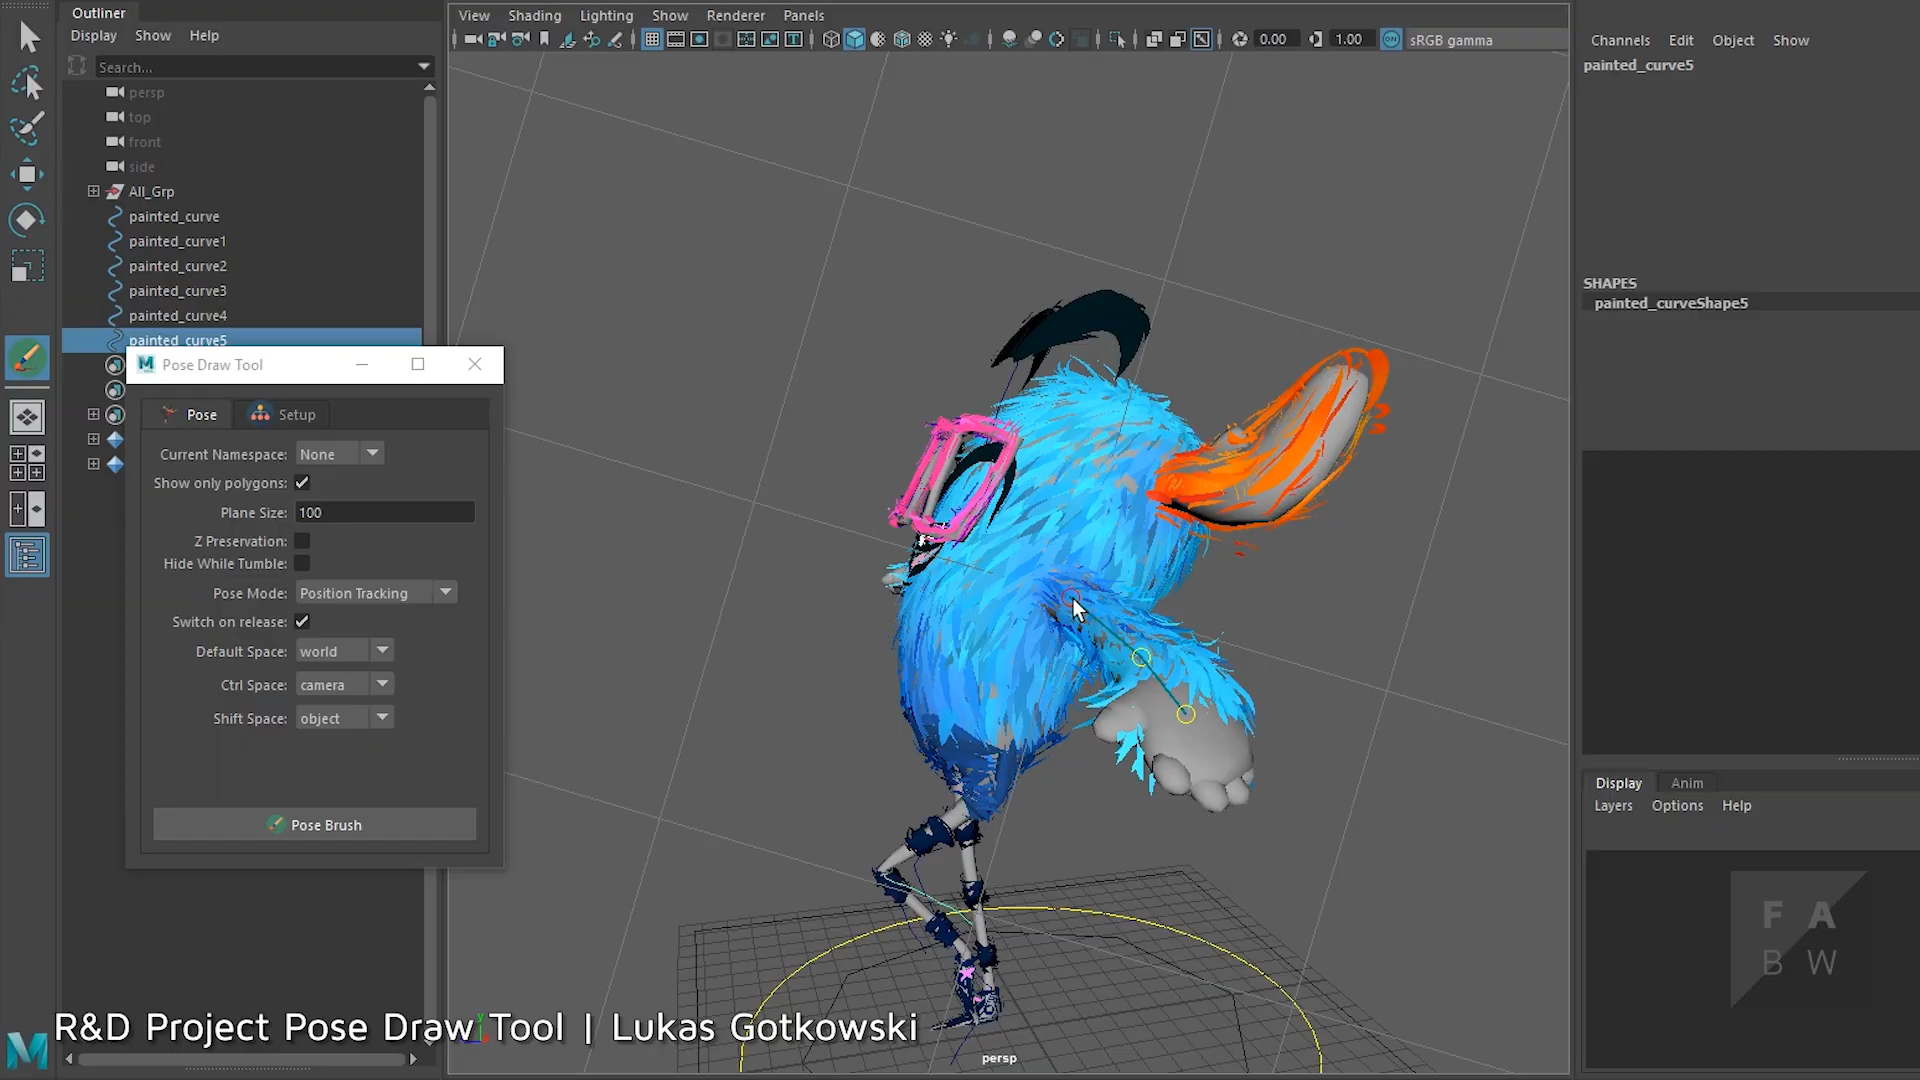 Outliner
Display Show Help
Search...
persp
top
front
side
All_Grp
painted_curve
painted_curve1
painted_curve2
painted_curve3
painted_curve4
painted_curve5
Pose Draw Tool
Pose Setup
Current Namespace: None
Show only polygons:
Plane Size: 100
Z Preservation:
Hide While Tumble:
Pose Mode: Position Tracking
Switch on release:
Default Space: world
Ctrl Space: camera
Shift Space: object
Pose Brush
View Shading Lighting Show Renderer Panels
0.00 1.00 ON sRGB gamma
persp
Channels Edit Object Show
painted_curve5
SHAPES
painted_curveShape5
Display Anim
Layers Options Help
F A
B W
R&D Project Pose Draw Tool | Lukas Gotkowski